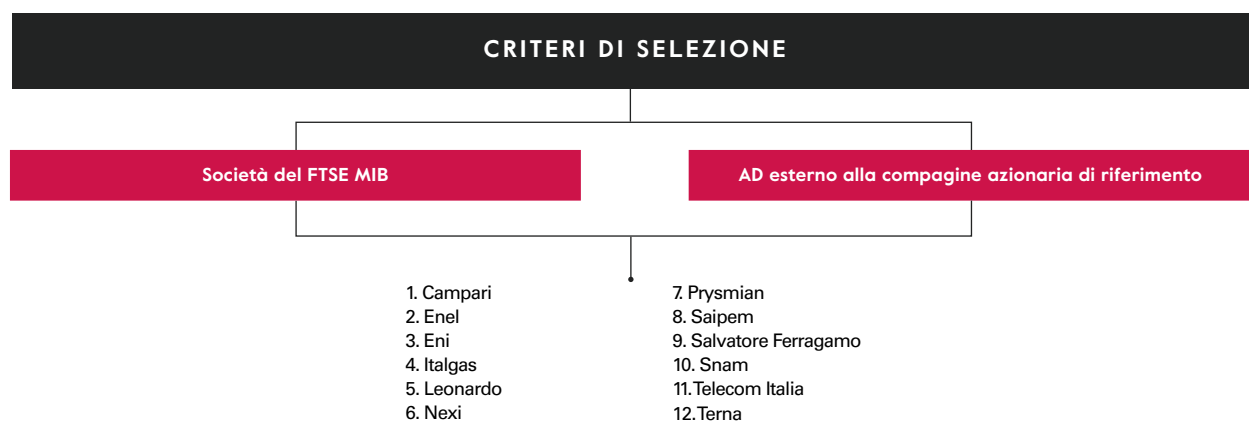 CRITERI DI SELEZIONE
Società del FTSE MIB
AD esterno alla compagine azionaria di riferimento
1. Campari
2. Enel
3. Eni
4. Italgas
5. Leonardo
6. Nexi
7. Prysmian
8. Saipem
9. Salvatore Ferragamo
10. Snam
11.Telecom Italia
12.Terna